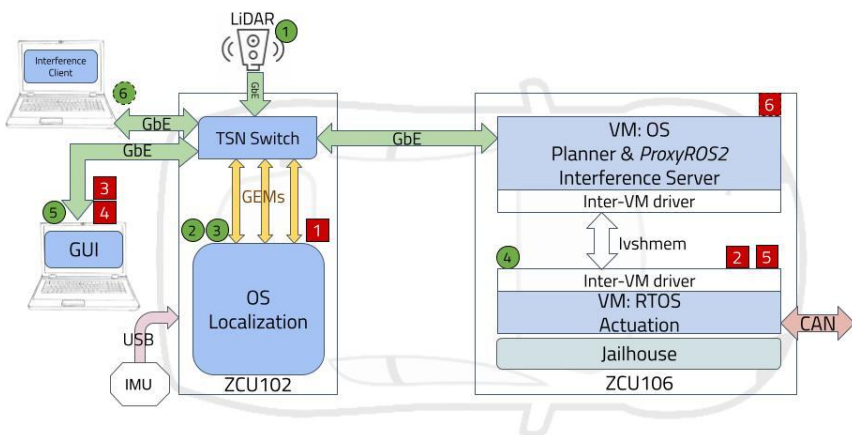 LiDAR
1
Interference
Client
6
GbE
GbE
TSN Switch
GbE
GbE
6
VM: OS
Planner & ProxyROS2
Interference Server
Inter-VM driver
GbE
3
4
5
GUI
GEMs
2
3
1
OS
Localization
Ivshmem
4
2
5
Inter-VM driver
VM: RTOS
Actuation
CAN
Jailhouse
USB
IMU
ZCU102
ZCU106